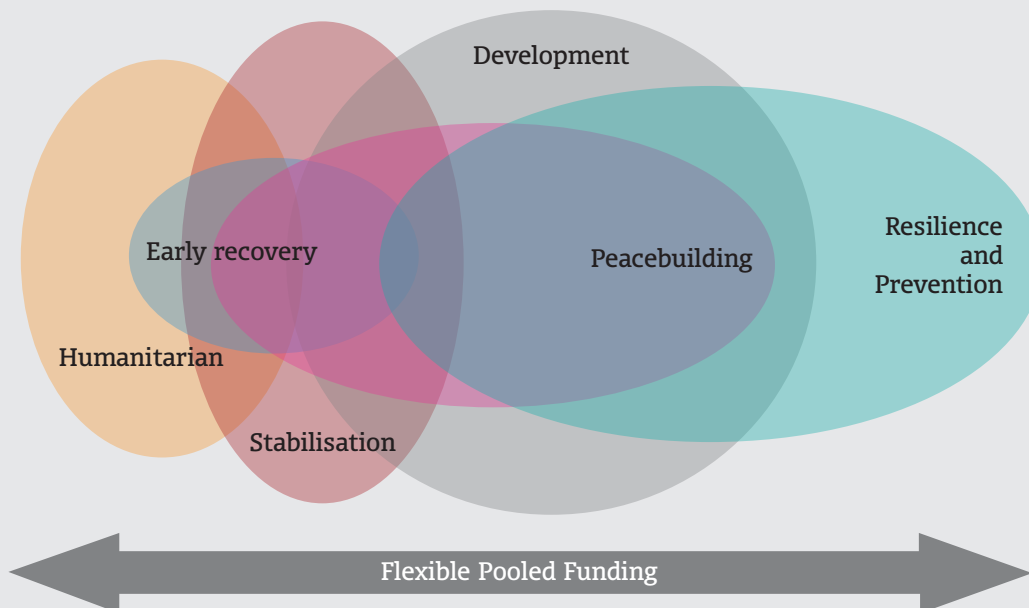 Development
Resilience
and
Prevention
Early recovery
Peacebuilding
Humanitarian
Stabilisation
Flexible Pooled Funding